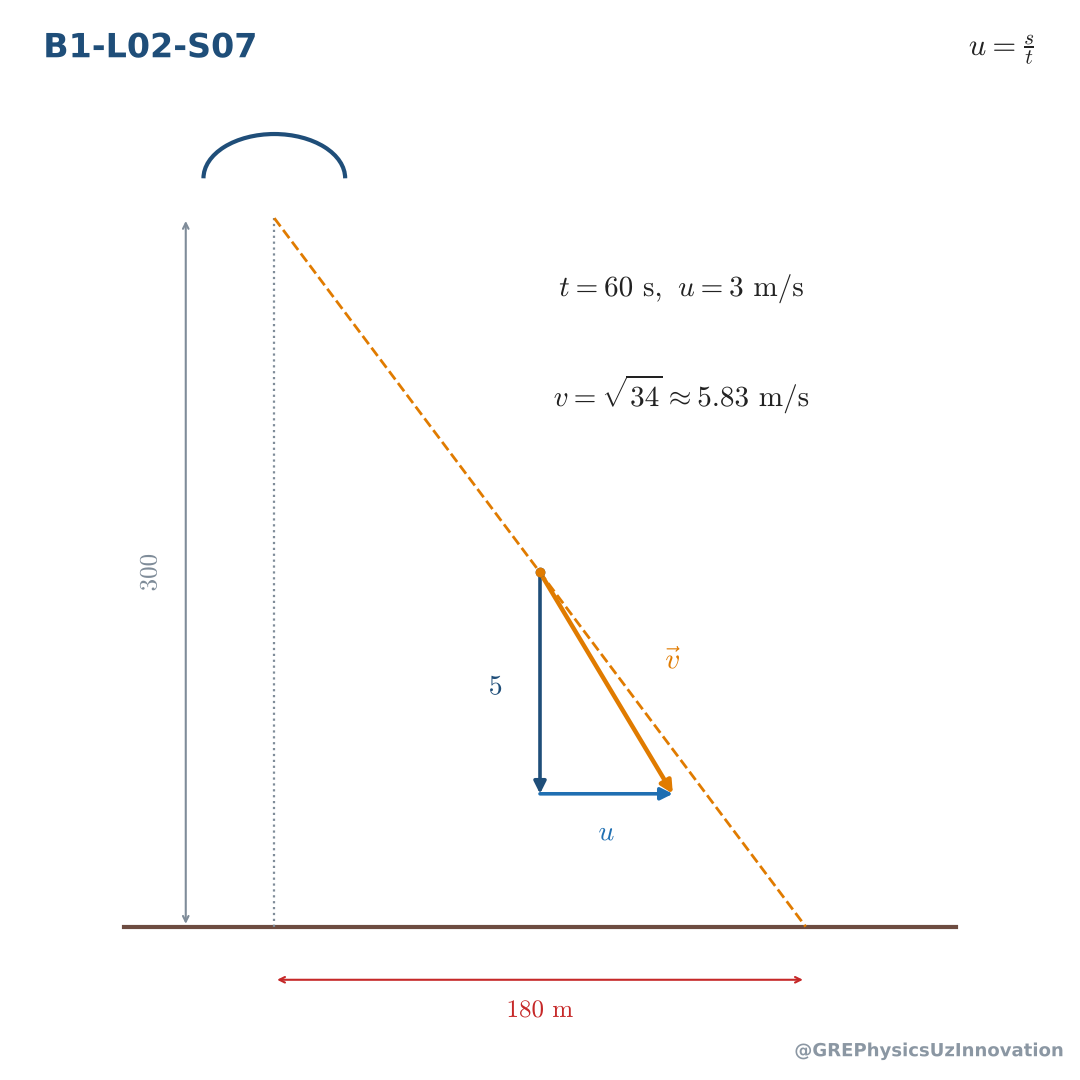 B1-L02-S07
u = s/t
t = 60 s, u = 3 m/s
v = √34 ≈ 5.83 m/s
300
v⃗
5
u
180 m
@GREPhysicsUzInnovation